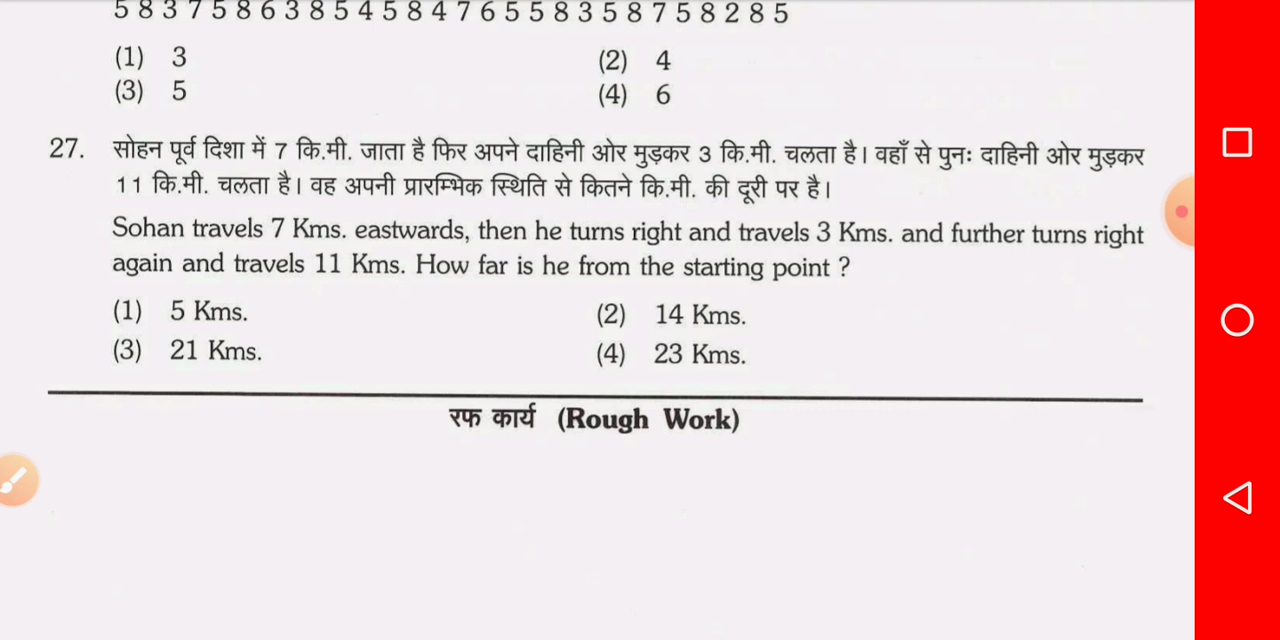 5 8 3 7 5 8 6 3 8 5 4 5 8 4 7 6 5 5 8 3 5 8 7 5 8 2 8 5
(1) 3 (2) 4
(3) 5 (4) 6
27. सोहन पूर्व दिशा में 7 कि.मी. जाता है फिर अपने दाहिनी ओर मुड़कर 3 कि.मी. चलता है। वहाँ से पुनः दाहिनी ओर मुड़कर
11 कि.मी. चलता है। वह अपनी प्रारम्भिक स्थिति से कितने कि.मी. की दूरी पर है।
Sohan travels 7 Kms. eastwards, then he turns right and travels 3 Kms. and further turns right
again and travels 11 Kms. How far is he from the starting point ?
(1) 5 Kms. (2) 14 Kms.
(3) 21 Kms. (4) 23 Kms.
रफ कार्य (Rough Work)